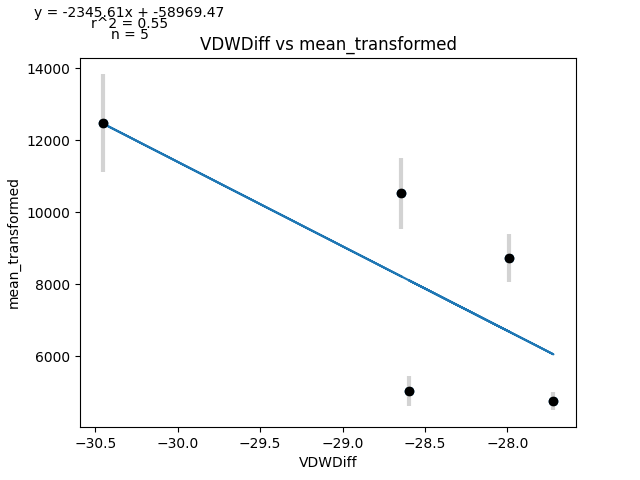 y = -2345.61x + -58969.47
r^2 = 0.55
n = 5
VDWDiff vs mean_transformed
mean_transformed
14000
12000
10000
8000
6000
−30.5 −30.0 −29.5 −29.0 −28.5 −28.0
VDWDiff